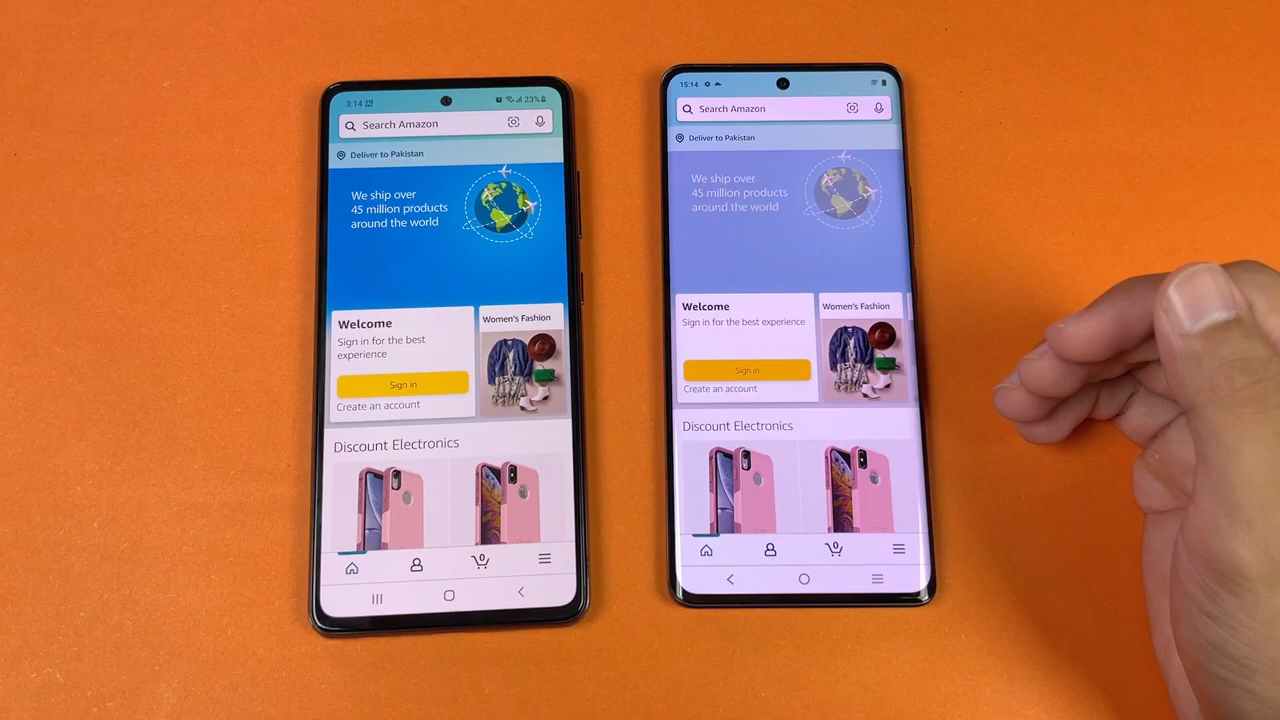 3:14
23%
Search Amazon
Deliver to Pakistan
We ship over
45 million products
around the world
Welcome
Sign in for the best
experience
Sign in
Create an account
Women's Fashion
Discount Electronics
0
15:14
Search Amazon
Deliver to Pakistan
We ship over
45 million products
around the world
Welcome
Sign in for the best experience
Sign in
Create an account
Women's Fashion
Discount Electronics
0